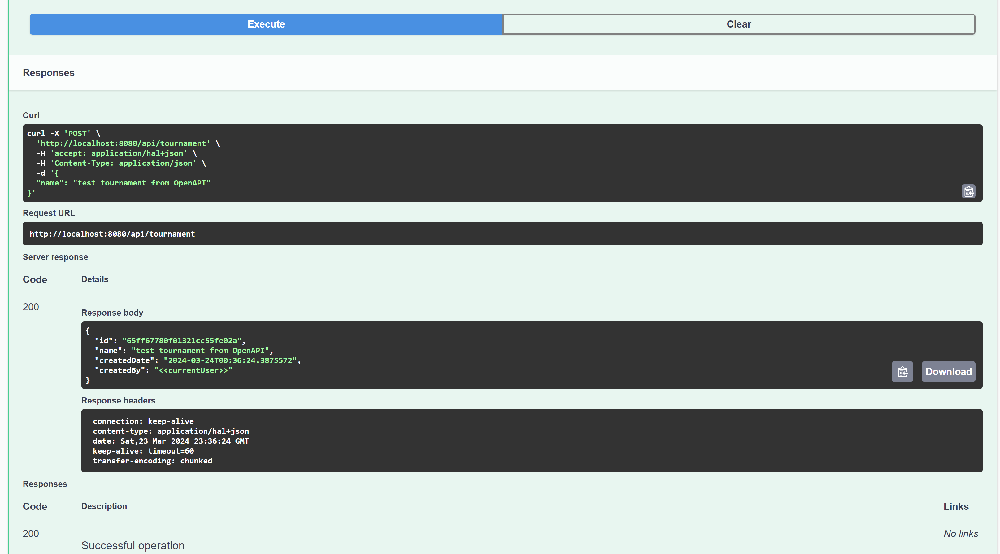 Execute
Clear
Responses
Curl
curl -X 'POST' \
  'http://localhost:8080/api/tournament' \
  -H 'accept: application/hal+json' \
  -H 'Content-Type: application/json' \
  -d '{
  "name": "test tournament from OpenAPI"
}'
Request URL
http://localhost:8080/api/tournament
Server response
Code Details
200
Response body
{
  "id": "65ff67780f01321cc55fe02a",
  "name": "test tournament from OpenAPI",
  "createdDate": "2024-03-24T00:36:24.3875572",
  "createdBy": "<<currentUser>>"
}
Download
Response headers
connection: keep-alive
content-type: application/hal+json
date: Sat,23 Mar 2024 23:36:24 GMT
keep-alive: timeout=60
transfer-encoding: chunked
Responses
Code Description Links
200 No links
Successful operation